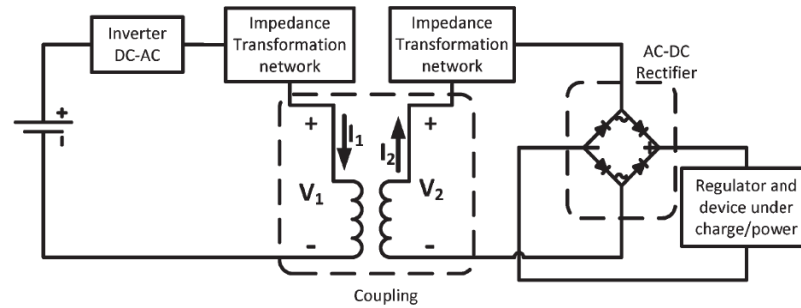 Inverter
DC-AC
Impedance
Transformation
network
Impedance
Transformation
network
AC-DC
Rectifier
+
-
+
I1
I2
+
V1
V2
-
-
Regulator and
device under
charge/power
Coupling